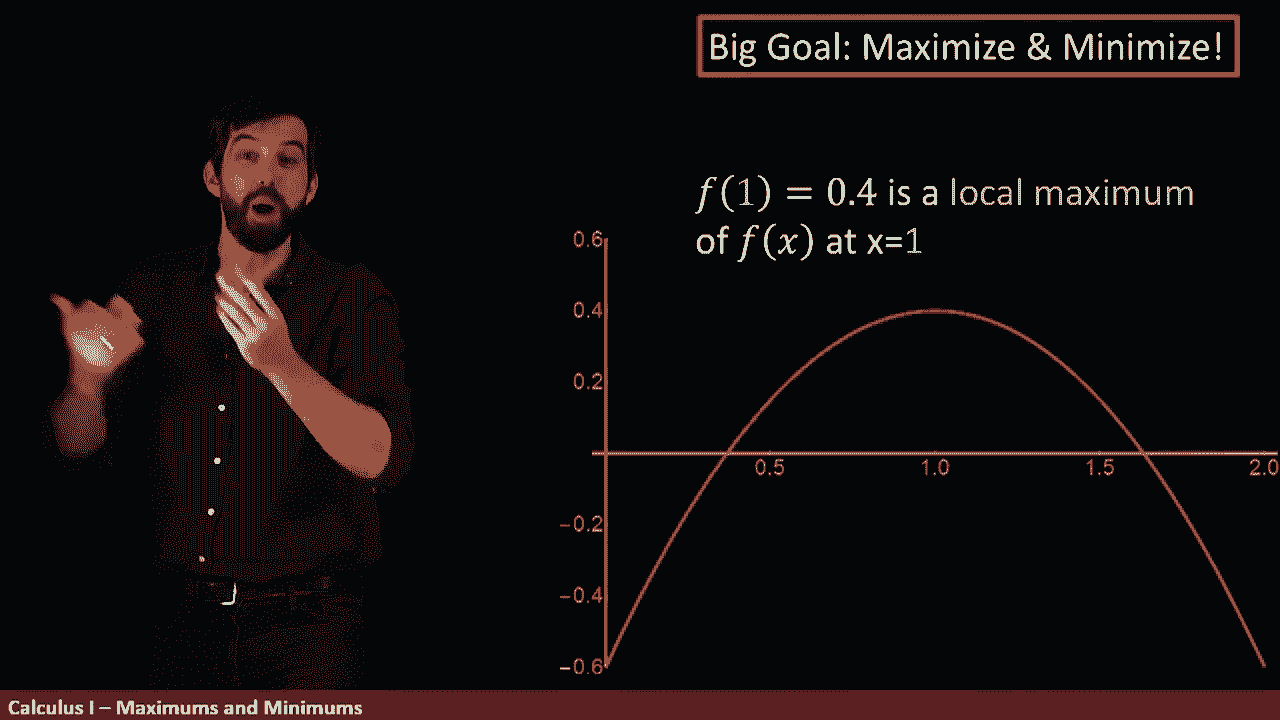 Big Goal: Maximize & Minimize!
f(1) = 0.4 is a local maximum
of f(x) at x=1
0.6
0.4
0.2
0.5
1.0
1.5
2.0
−0.2
−0.4
−0.6
Calculus I – Maximums and Minimums